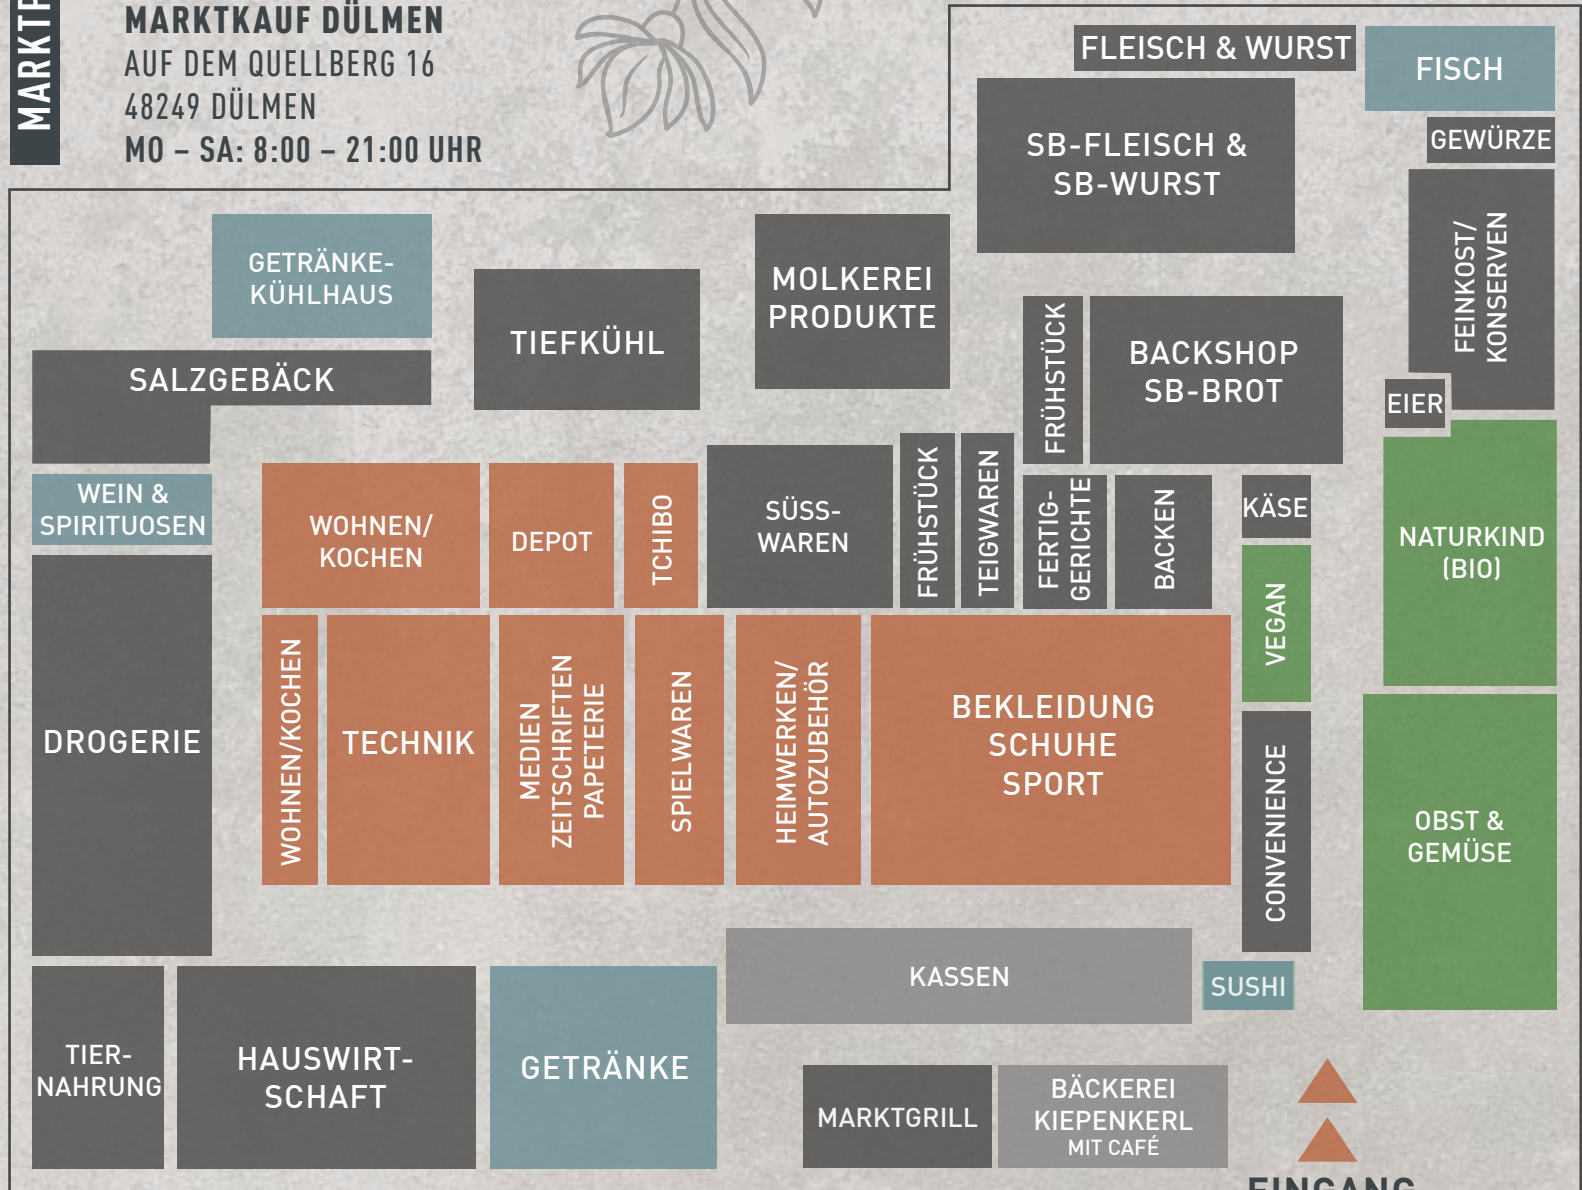 MARKTKAUF DÜLMEN
AUF DEM QUELLBERG 16
48249 DÜLMEN
MO – SA: 8:00 – 21:00 UHR
FLEISCH & WURST
FISCH
GEWÜRZE
SB-FLEISCH &
SB-WURST
FEINKOST/
KONSERVEN
GETRÄNKE-
KÜHLHAUS
TIEFKÜHL
MOLKEREI
PRODUKTE
FRÜHSTÜCK
BACKSHOP
SB-BROT
EIER
SALZGEBÄCK
WEIN &
SPIRITUOSEN
WOHNEN/
KOCHEN
DEPOT
TCHIBO
SÜSS-
WAREN
FRÜHSTÜCK
TEIGWAREN
FERTIG-
GERICHTE
BACKEN
KÄSE
NATURKIND
(BIO)
VEGAN
DROGERIE
WOHNEN/KOCHEN
TECHNIK
MEDIEN
ZEITSCHRIFTEN
PAPETERIE
SPIELWAREN
HEIMWERKEN/
AUTOZUBEHÖR
BEKLEIDUNG
SCHUHE
SPORT
CONVENIENCE
OBST &
GEMÜSE
KASSEN
SUSHI
TIER-
NAHRUNG
HAUSWIRT-
SCHAFT
GETRÄNKE
MARKTGRILL
BÄCKEREI
KIEPENKERL
MIT CAFÉ
EINGANG